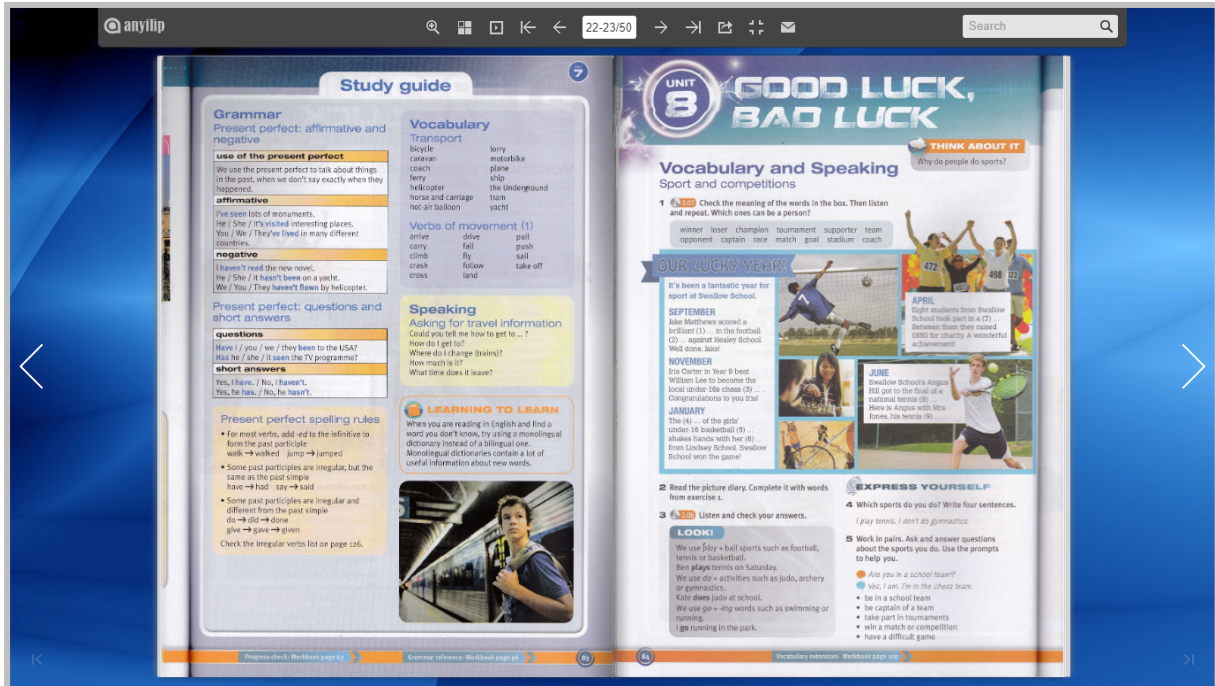 anyilip
22-23/50
Search
Study guide
UNIT
7
Grammar
Present perfect: affirmative and
negative
use of the present perfect
We use the present perfect to talk about things
in the past, when we don't say exactly when they
happened.
affirmative
I've seen lots of monuments.
He / She / It's visited interesting places.
You / We / They've lived in many different
countries.
negative
I haven't read the new novel.
He / She / It hasn't been on a yacht.
We / You / They haven't flown by helicopter.
Present perfect: questions and
short answers
questions
Have I / you / we / they been to the USA?
Has he / she / it seen the TV programme?
short answers
Yes, I have. / No, I haven't.
Yes, he has. / No, he hasn't.
Present perfect spelling rules
• For most verbs, add -ed to the infinitive to
form the past participle
walk → walked jump → jumped
• Some past participles are irregular, but the
same as the past simple
have → had say → said
• Some past participles are irregular and
different from the past simple
do → did → done
give → gave → given
Check the irregular verbs list on page 126.
Vocabulary
Transport
bicycle lorry
caravan motorbike
coach plane
ferry ship
helicopter the Underground
horse and carriage tram
hot-air balloon yacht
Verbs of movement (1)
arrive drive pull
carry fall push
climb fly sail
crash follow take off
cross land
Speaking
Asking for travel information
Could you tell me how to get to ... ?
How do I get to?
Where do I change (trains)?
How much is it?
What time does it leave?
LEARNING TO LEARN
When you are reading in English and find a
word you don't know, try using a monolingual
dictionary instead of a bilingual one.
Monolingual dictionaries contain a lot of
useful information about new words.
Progress check: Workbook page 62
Grammar reference: Workbook page 96
83
UNIT
8
GOOD LUCK,
BAD LUCK
THINK ABOUT IT
Why do people do sports?
Vocabulary and Speaking
Sport and competitions
1 3.07 Check the meaning of the words in the box. Then listen
and repeat. Which ones can be a person?
winner loser champion tournament supporter team
opponent captain race match goal stadium coach
OUR LUCKY YEAR!
It's been a fantastic year for
sport at Swallow School.
SEPTEMBER
Jake Matthews scored a
brilliant (1) ... in the football
(2) ... against Healey School.
Well done, Jake!
NOVEMBER
Iris Carter in Year 9 beat
William Lee to become the
local under-16s chess (3) ... .
Congratulations to you Iris!
JANUARY
The (4) ... of the girls'
under-16 basketball (5) ...
shakes hands with her (6) ...
from Lindsey School. Swallow
School won the game!
472
498
522
APRIL
Eight students from Swallow
School took part in a (7) ... .
Between them they raised
£650 for charity. A wonderful
achievement!
JUNE
Swallow School's Angus
Hill got to the final of a
national tennis (8) ... .
Here is Angus with Mrs
Jones, his tennis (9) ... .
2 Read the picture diary. Complete it with words
from exercise 1.
3 3.08 Listen and check your answers.
LOOK!
We use play + ball sports such as football,
tennis or basketball.
Ben plays tennis on Saturday.
We use do + activities such as judo, archery
or gymnastics.
Kate does judo at school.
We use go + -ing words such as swimming or
running.
I go running in the park.
EXPRESS YOURSELF
4 Which sports do you do? Write four sentences.
I play tennis. I don't do gymnastics.
5 Work in pairs. Ask and answer questions
about the sports you do. Use the prompts
to help you.
Are you in a school team?
Yes, I am. I'm in the chess team.
• be in a school team
• be captain of a team
• take part in tournaments
• win a match or competition
• have a difficult game
84
Vocabulary extension: Workbook page